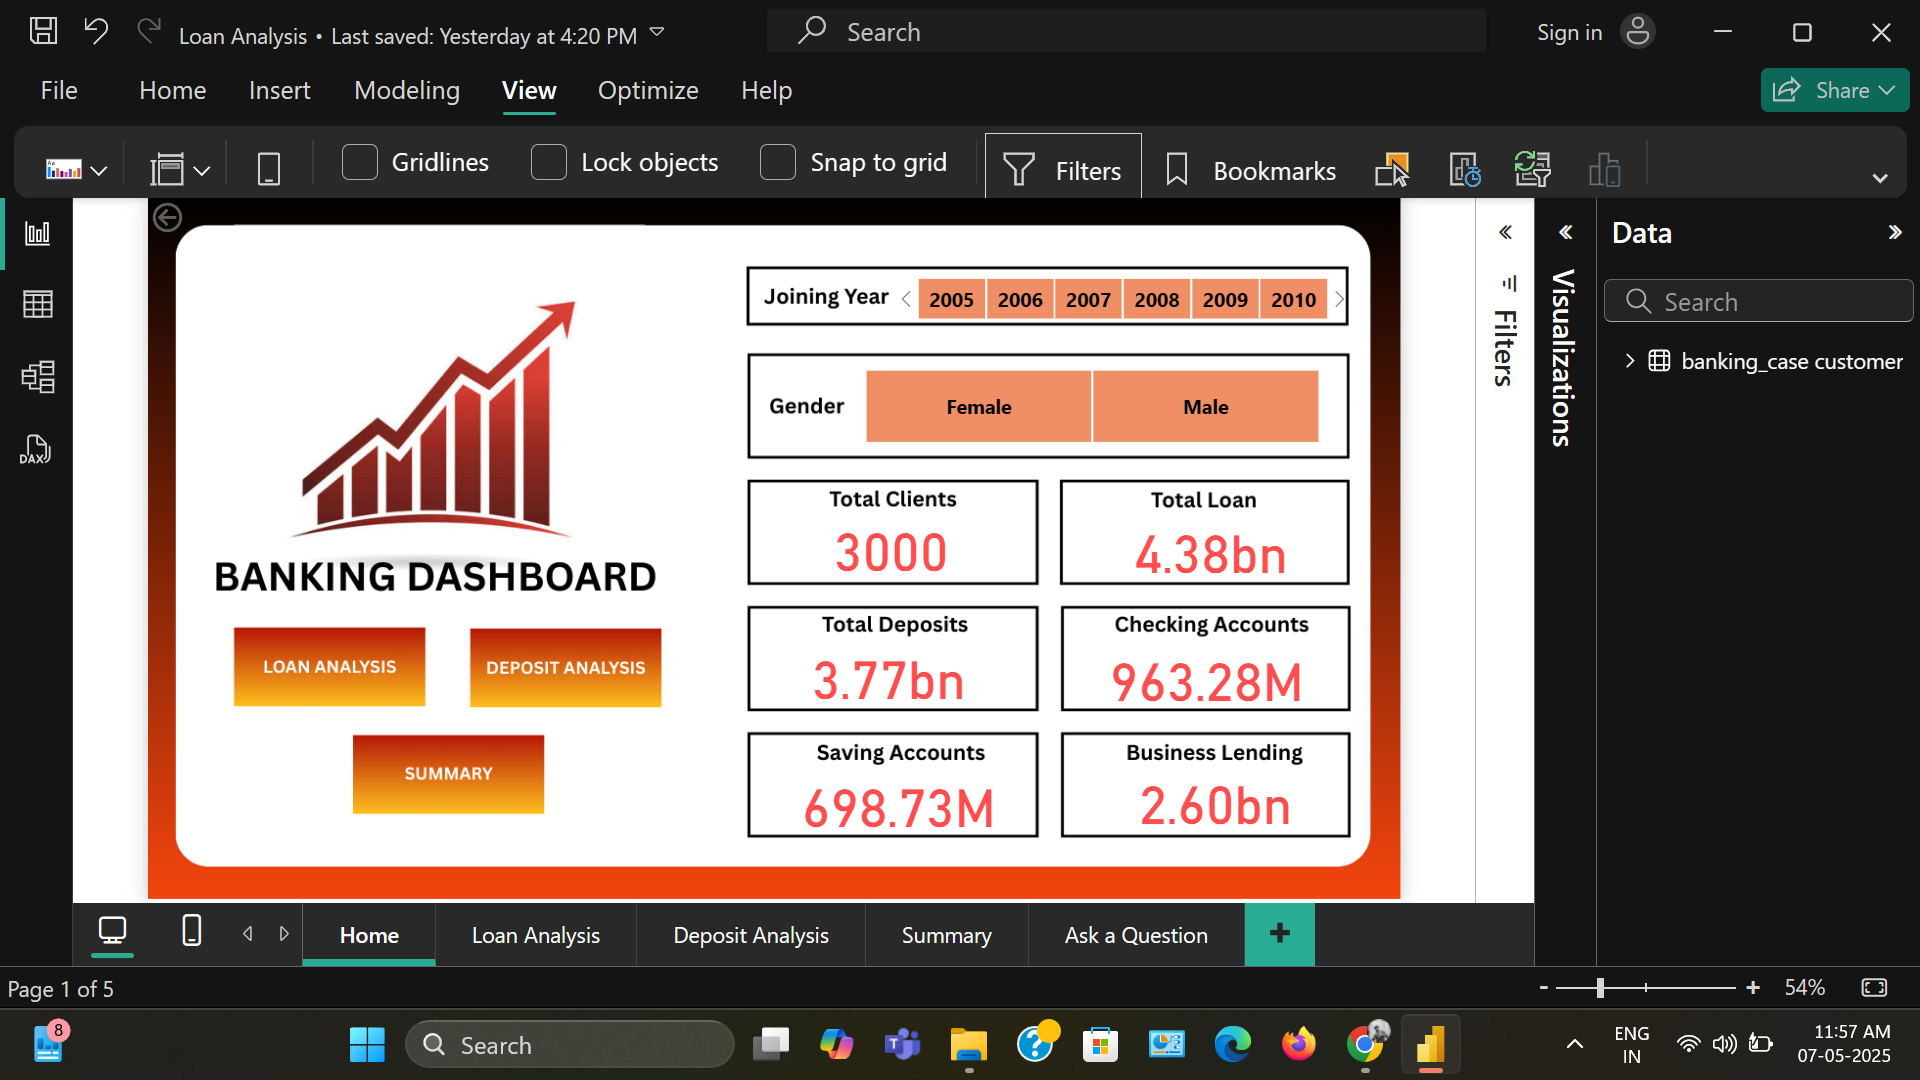 Loan Analysis • Last saved: Yesterday at 4:20 PM
Search
Sign in
File Home Insert Modeling View Optimize Help
Share
Gridlines Lock objects Snap to grid Filters Bookmarks
Data
Search
banking_case customer
Visualizations
Filters
Joining Year 2005 2006 2007 2008 2009 2010
Gender Female Male
Total Clients
3000
Total Loan
4.38bn
BANKING DASHBOARD
LOAN ANALYSIS
DEPOSIT ANALYSIS
SUMMARY
Total Deposits
3.77bn
Checking Accounts
963.28M
Saving Accounts
698.73M
Business Lending
2.60bn
DAX
Home Loan Analysis Deposit Analysis Summary Ask a Question +
Page 1 of 5
- + 54%
8
Search
ENG
IN
11:57 AM
07-05-2025